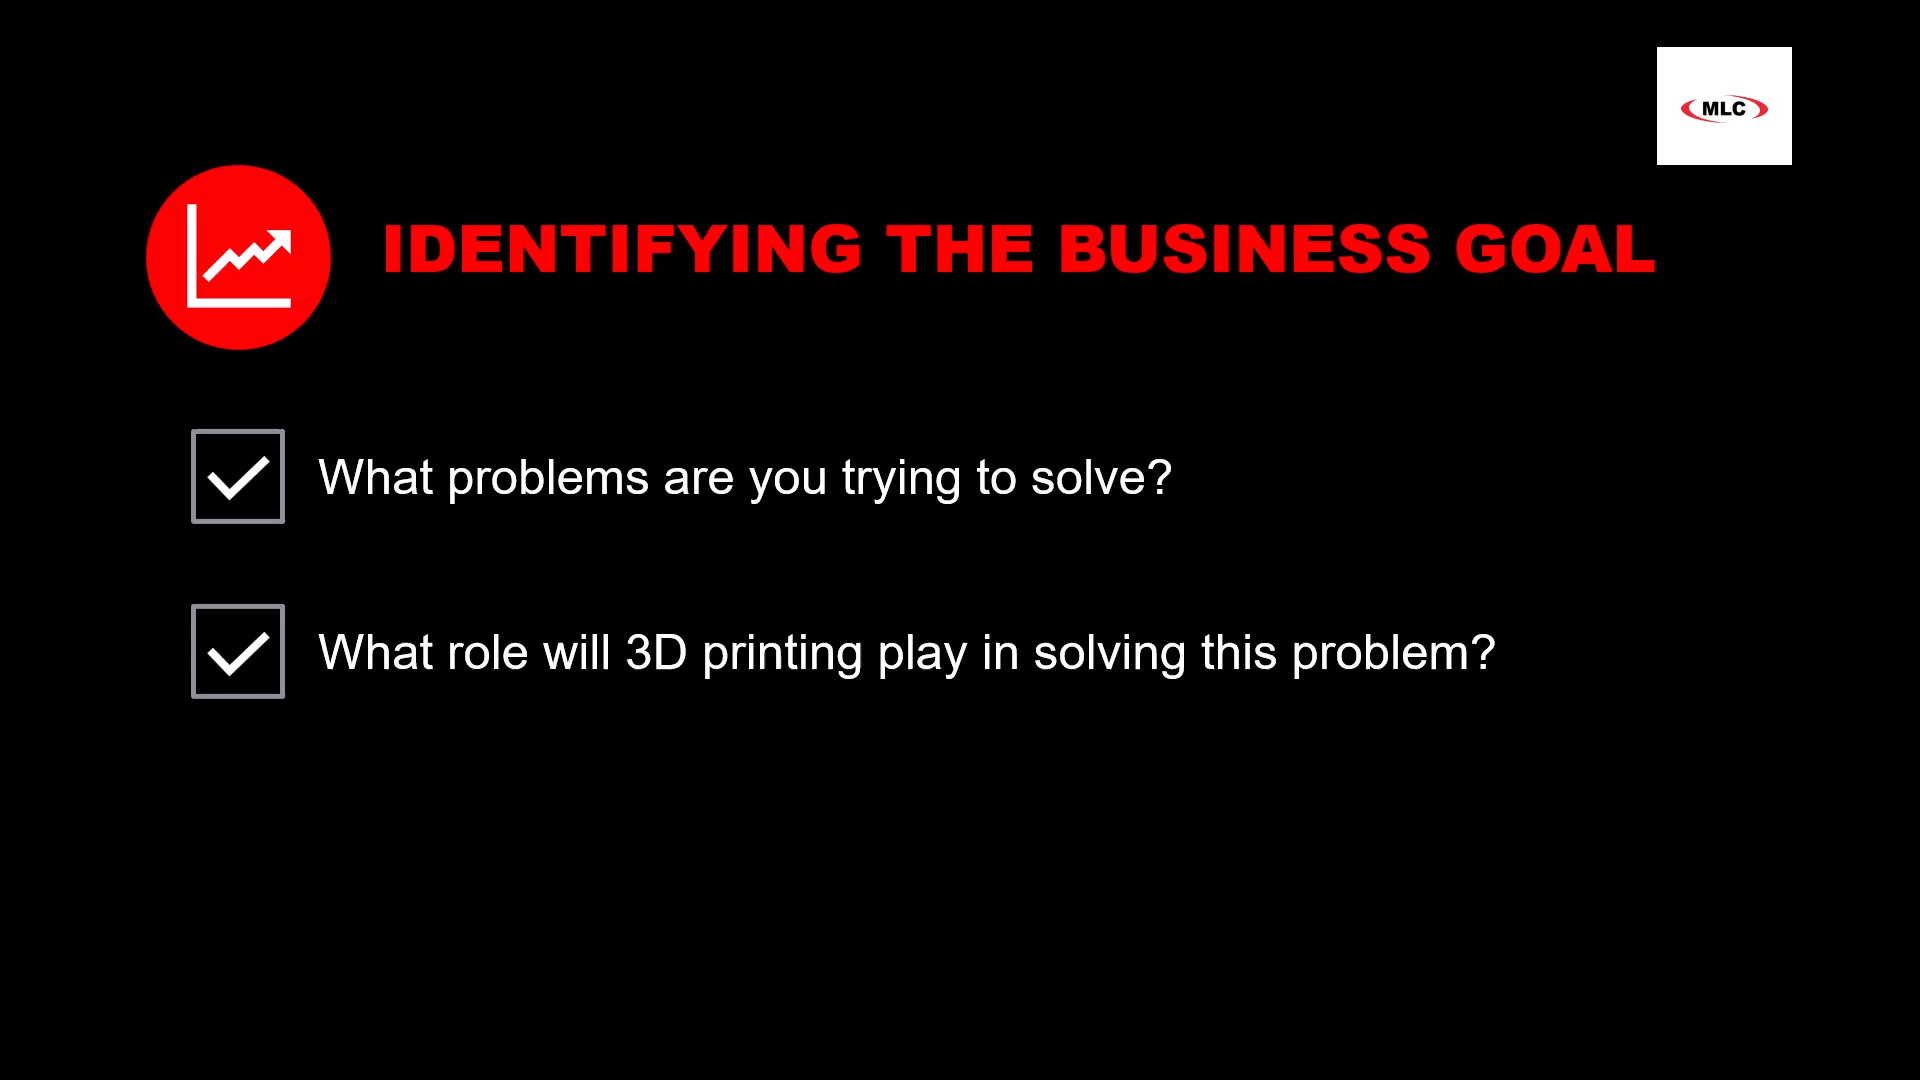 MLC
IDENTIFYING THE BUSINESS GOAL
What problems are you trying to solve?
What role will 3D printing play in solving this problem?